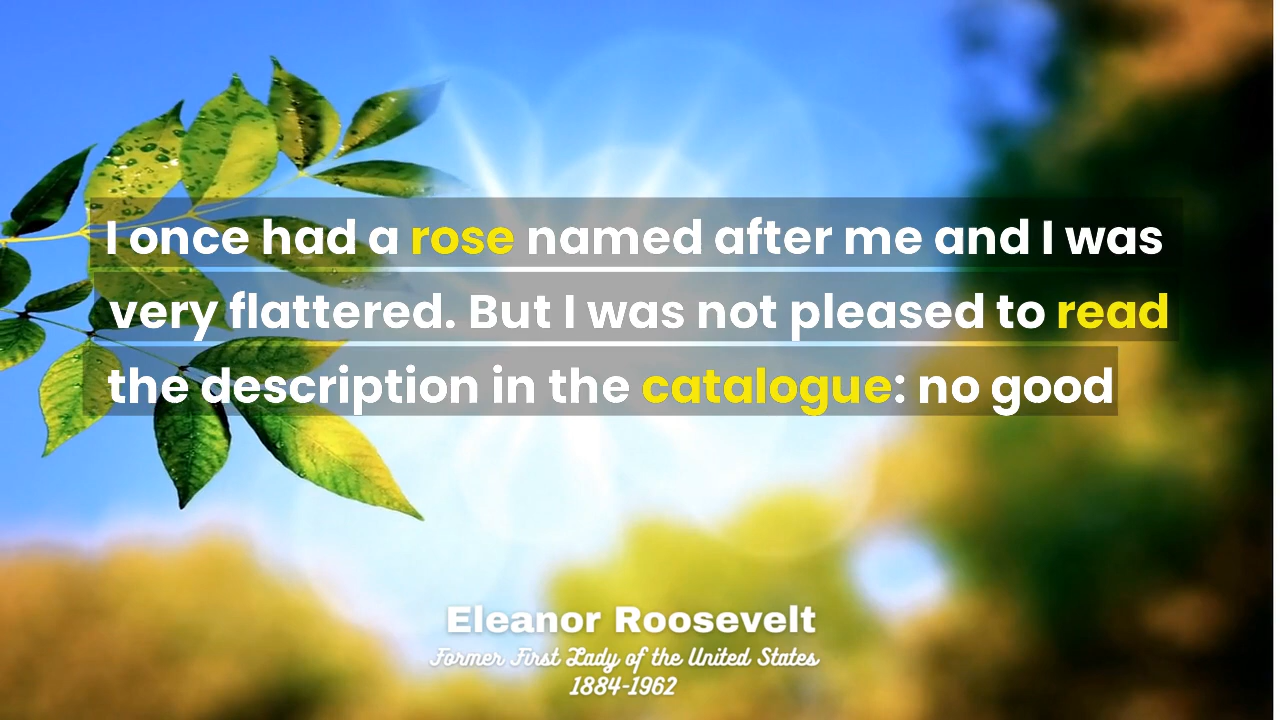 I once had a rose named after me and I was
very flattered. But I was not pleased to read
the description in the catalogue: no good
Eleanor Roosevelt
Former First Lady of the United States
1884-1962